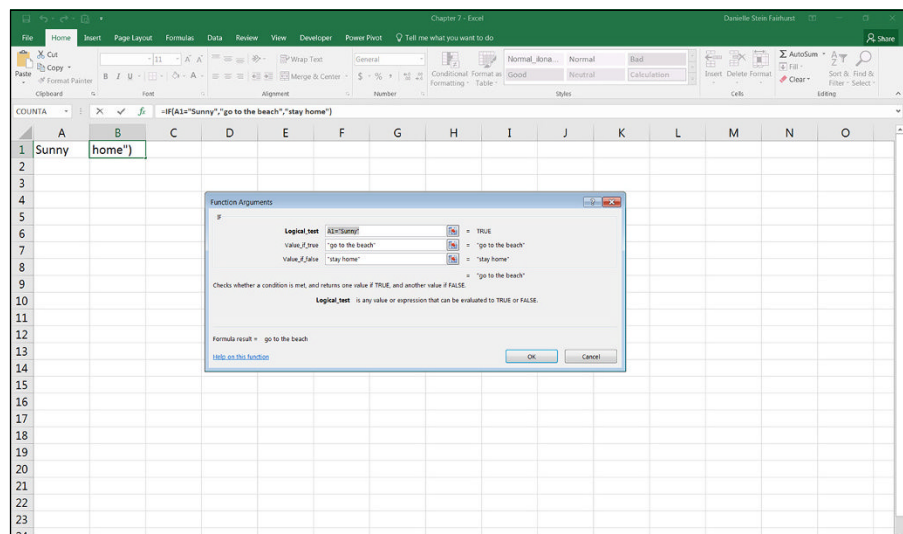 Chapter 7 - Excel
Danielle Stein Fairhurst
File Home Insert Page Layout Formulas Data Review View Developer Power Pivot Tell me what you want to do Share
Paste
Cut
Copy
Format Painter
Clipboard
11
B I U
Font
Wrap Text
Merge & Center
Alignment
General
$ - % ,
Number
Conditional Formatting
Format as Table
Normal Bad
Good Neutral Calculation
Styles
Insert Delete Format
Cells
AutoSum
Fill
Clear
Sort & Filter
Find & Select
Editing
COUNTA fx =IF(A1="Sunny","go to the beach","stay home")
A B C D E F G H I J K L M N O
1 Sunny home")
2
3
4
5
6
7
8
9
10
11
12
13
14
15
16
17
18
19
20
21
22
23
Function Arguments
IF
Logical_test A1="Sunny" = TRUE
Value_if_true "go to the beach" = "go to the beach"
Value_if_false "stay home" = "stay home"
= "go to the beach"
Checks whether a condition is met, and returns one value if TRUE, and another value if FALSE.
Logical_test is any value or expression that can be evaluated to TRUE or FALSE.
Formula result = go to the beach
Help on this function
OK
Cancel